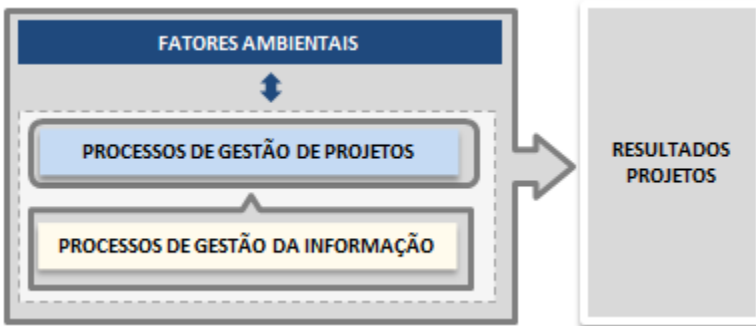 FATORES AMBIENTAIS
PROCESSOS DE GESTÃO DE PROJETOS
PROCESSOS DE GESTÃO DA INFORMAÇÃO
RESULTADOS
PROJETOS